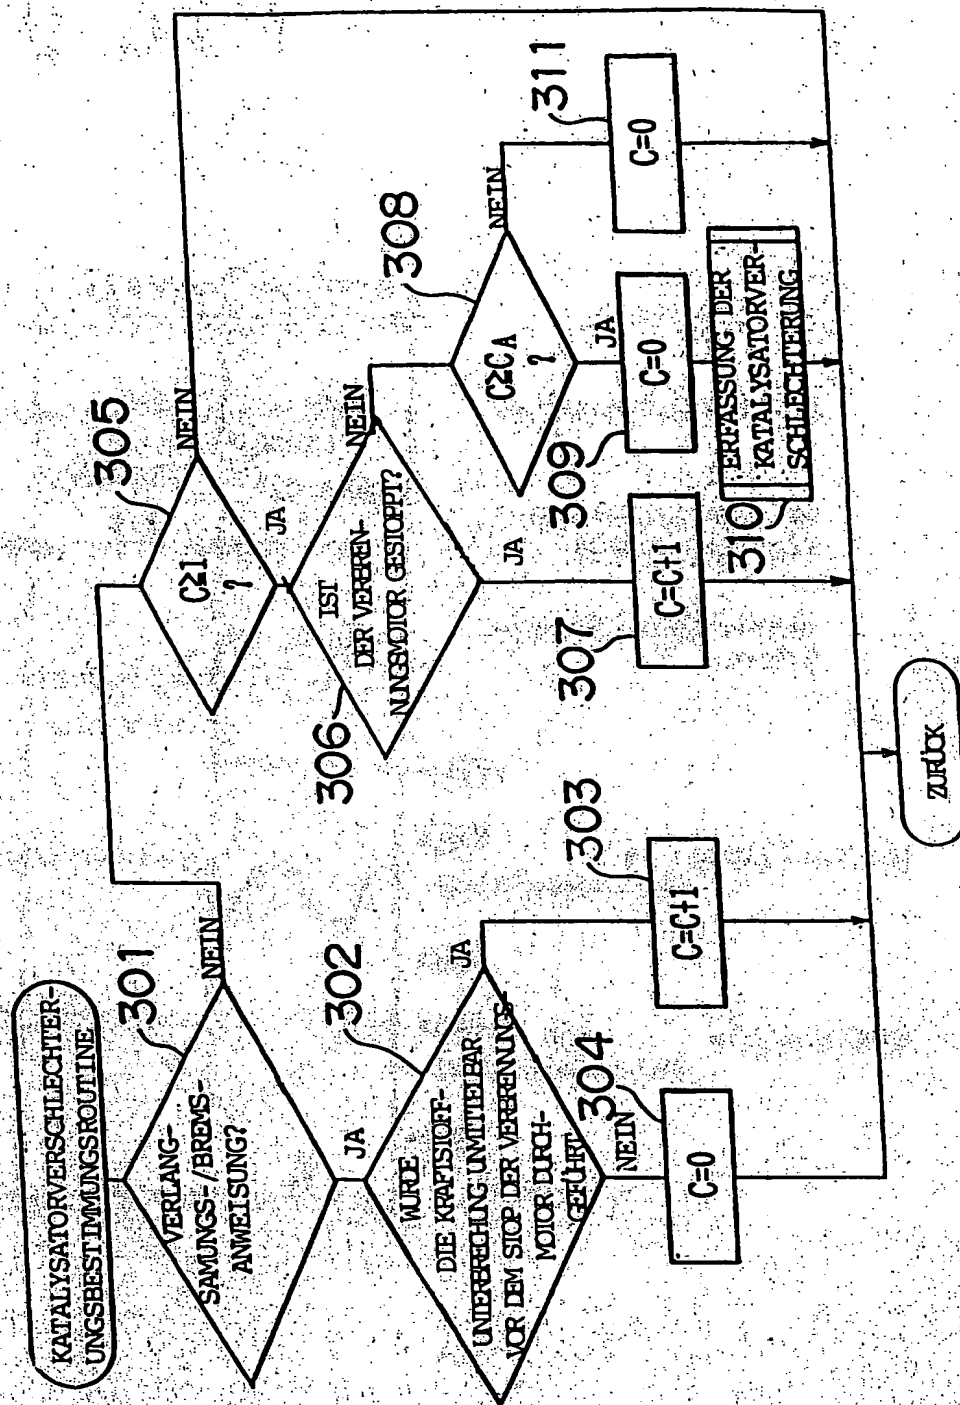 KATALYSATORVERSCHLECHTER-
UNGSBESTIMMUNGSROUTINE
301
VERLANG-
SAMUNGS-/BREMS-
ANWEISUNG?
NEIN
JA
302
WURDE
DIE KRAFTSTOFF-
UNTERBRECHUNG UNMITTELBAR
VOR DEM STOP DER VERBRENNUNGS-
MOTOR DURCH-
GEFÜHRT
JA
NEIN
303
C=C+1
304
C=0
305
C≧1
?
NEIN
JA
306
IST
DER VERBREN-
NUNGSMOTOR GESTOPPT?
NEIN
JA
307
C=C+1
308
C≧CA
?
NEIN
JA
309
C=0
310
ERFASSUNG DER
KATALYSATORVER-
SCHLECHTERUNG
311
C=0
ZURÜCK